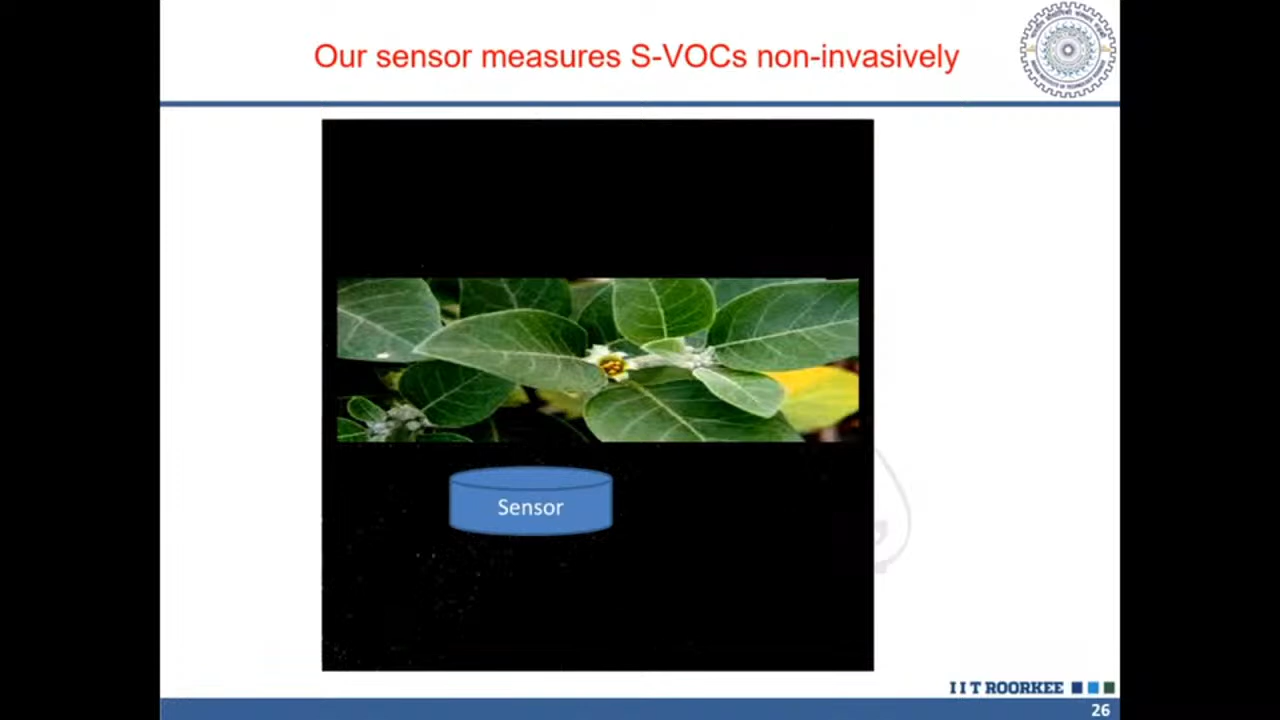 Our sensor measures S-VOCs non-invasively
Sensor
IIT ROORKEE
26